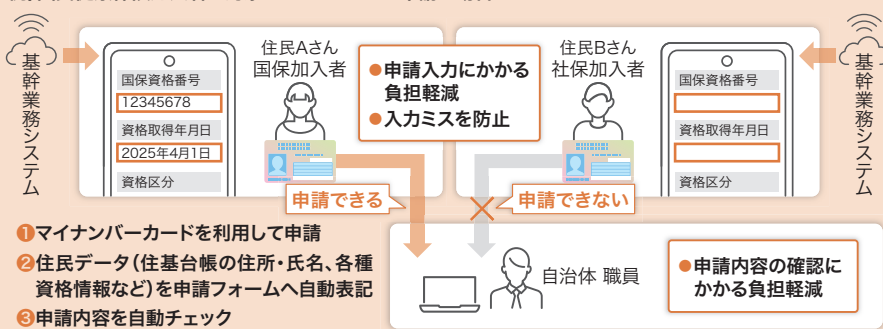 基幹業務システム
国保資格番号
12345678
資格取得年月日
2025年4月1日
資格区分
住民Aさん
国保加入者
●申請入力にかかる
負担軽減
●入力ミスを防止
住民Bさん
社保加入者
国保資格番号
資格取得年月日
資格区分
基幹業務システム
申請できる
申請できない
❶マイナンバーカードを利用して申請
❷住民データ(住基台帳の住所・氏名、各種
資格情報など)を申請フォームへ自動表記
❸申請内容を自動チェック
自治体 職員
●申請内容の確認に
かかる負担軽減